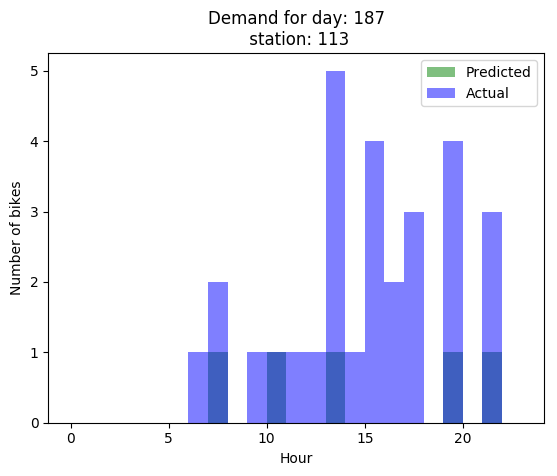 Demand for day: 187
station: 113
Predicted
Actual
Number of bikes
5
4
3
2
1
0
0
5
10
15
20
Hour